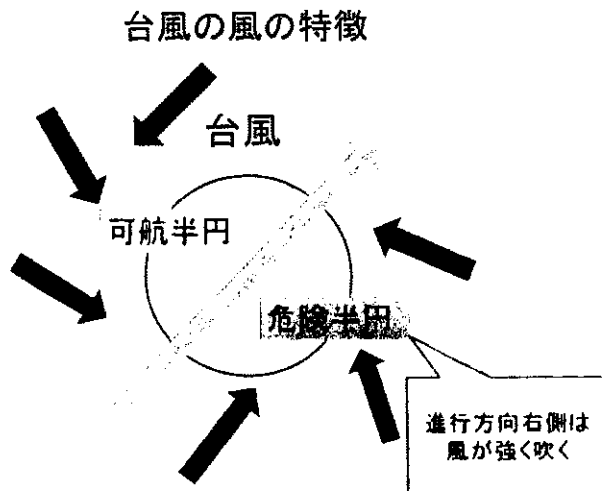 台風の風の特徴
台風
可航半円
危険半円
進行方向右側は
風が強く吹く